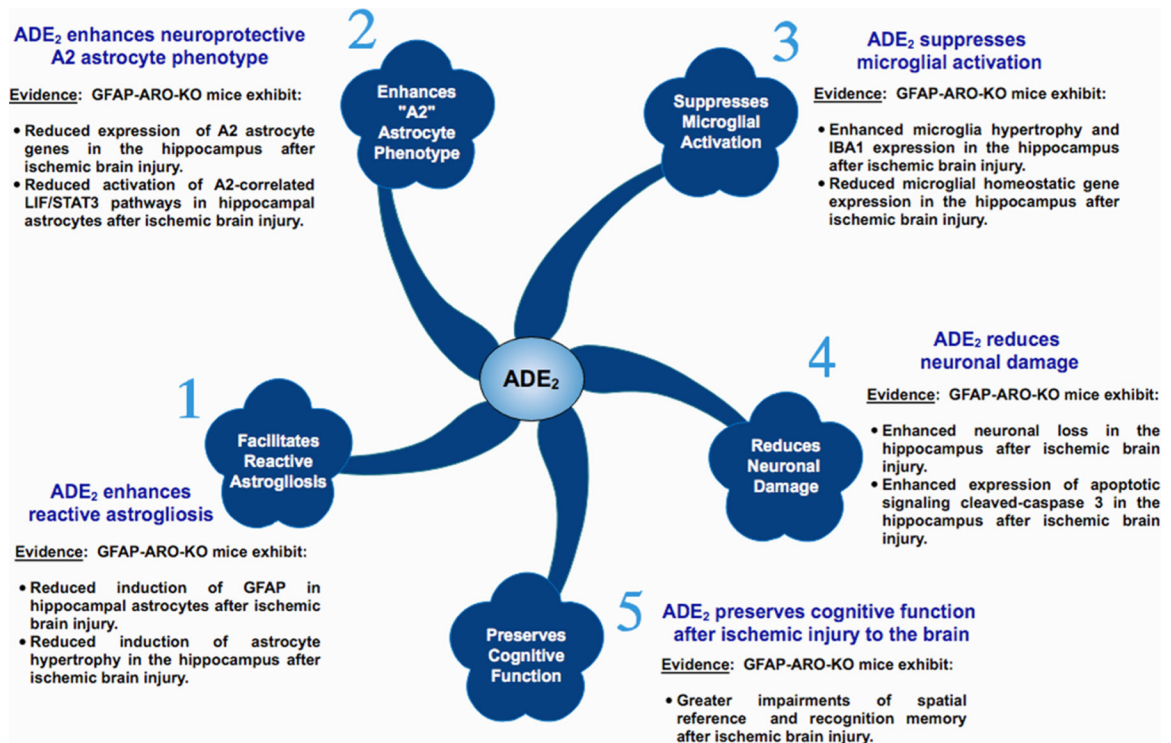 ADE₂ enhances neuroprotective
A2 astrocyte phenotype
Evidence: GFAP-ARO-KO mice exhibit:
• Reduced expression of A2 astrocyte
genes in the hippocampus after
ischemic brain injury.
• Reduced activation of A2-correlated
LIF/STAT3 pathways in hippocampal
astrocytes after ischemic brain injury.
2
Enhances
"A2"
Astrocyte
Phenotype
3
Suppresses
Microglial
Activation
ADE₂ suppresses
microglial activation
Evidence: GFAP-ARO-KO mice exhibit:
• Enhanced microglia hypertrophy and
IBA1 expression in the hippocampus
after ischemic brain injury.
• Reduced microglial homeostatic gene
expression in the hippocampus after
ischemic brain injury.
ADE₂
1
Facilitates
Reactive
Astrogliosis
ADE₂ enhances
reactive astrogliosis
Evidence: GFAP-ARO-KO mice exhibit:
• Reduced induction of GFAP in
hippocampal astrocytes after ischemic
brain injury.
• Reduced induction of astrocyte
hypertrophy in the hippocampus after
ischemic brain injury.
4
Reduces
Neuronal
Damage
ADE₂ reduces
neuronal damage
Evidence: GFAP-ARO-KO mice exhibit:
• Enhanced neuronal loss in the
hippocampus after ischemic brain
injury.
• Enhanced expression of apoptotic
signaling cleaved-caspase 3 in the
hippocampus after ischemic brain
injury.
5
Preserves
Cognitive
Function
ADE₂ preserves cognitive function
after ischemic injury to the brain
Evidence: GFAP-ARO-KO mice exhibit:
• Greater impairments of spatial
reference and recognition memory
after ischemic brain injury.